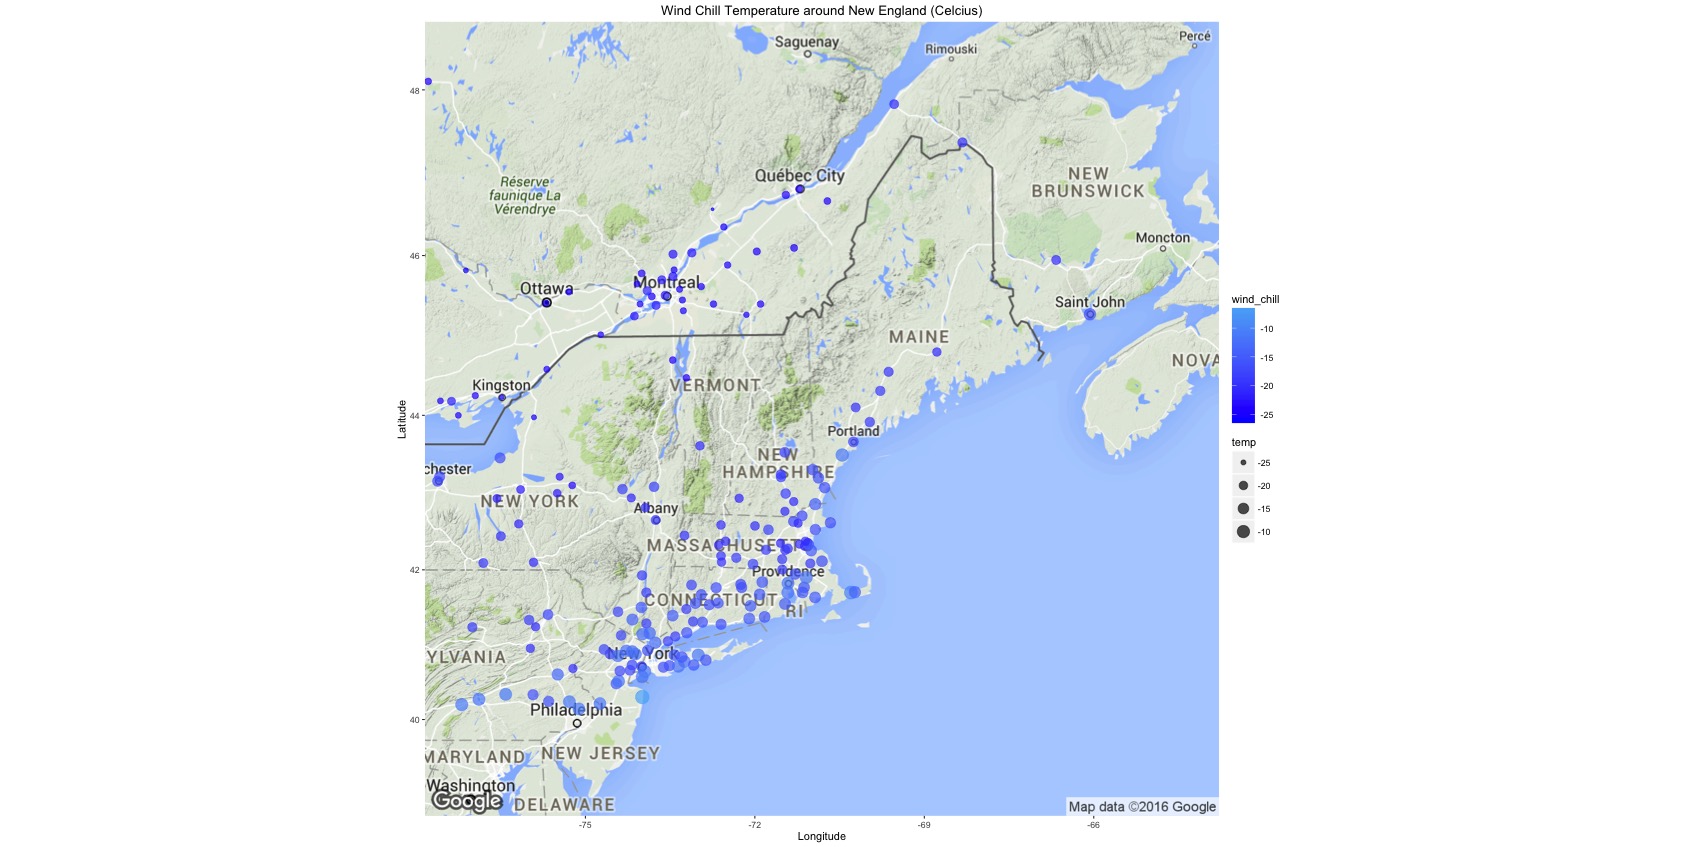 Wind Chill Temperature around New England (Celcius)
Saguenay
Rimouski
Percé
48
Québec City
Réserve
faunique La
Vérendrye
NEW
BRUNSWICK
Moncton
46
Montreal
Ottawa
Saint John
MAINE
NOVA
Kingston
VERMONT
44
Portland
chester
NEW
HAMPSHIRE
NEW YORK
Albany
MASSACHUSETTS
42
Providence
CONNECTICUT
RI
New York
YLVANIA
Philadelphia
40
MARYLAND
NEW JERSEY
Washington
Google
DELAWARE
Map data ©2016 Google
-75
-72
-69
-66
Longitude
Latitude
wind_chill
-10
-15
-20
-25
temp
-25
-20
-15
-10